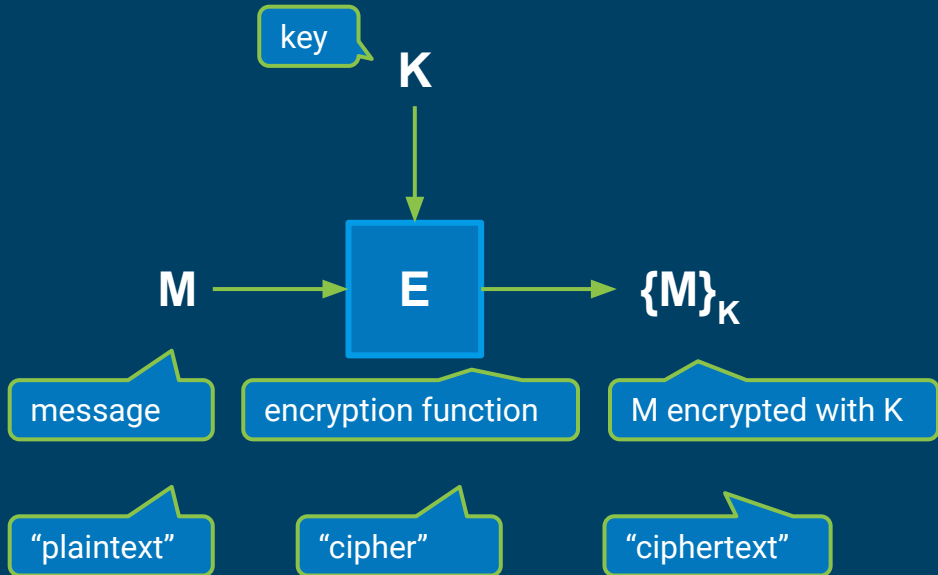 key
K
M
E
{M}K
message
encryption function
M encrypted with K
“plaintext”
“cipher”
“ciphertext”